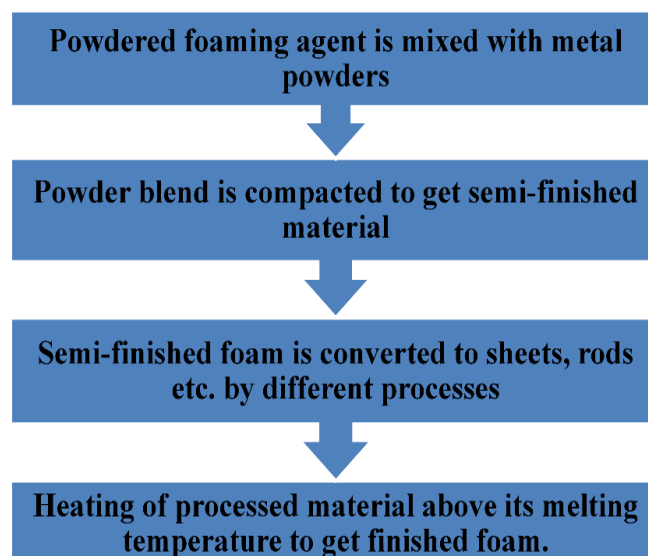 Powdered foaming agent is mixed with metal
powders
Powder blend is compacted to get semi-finished
material
Semi-finished foam is converted to sheets, rods
etc. by different processes
Heating of processed material above its melting
temperature to get finished foam.